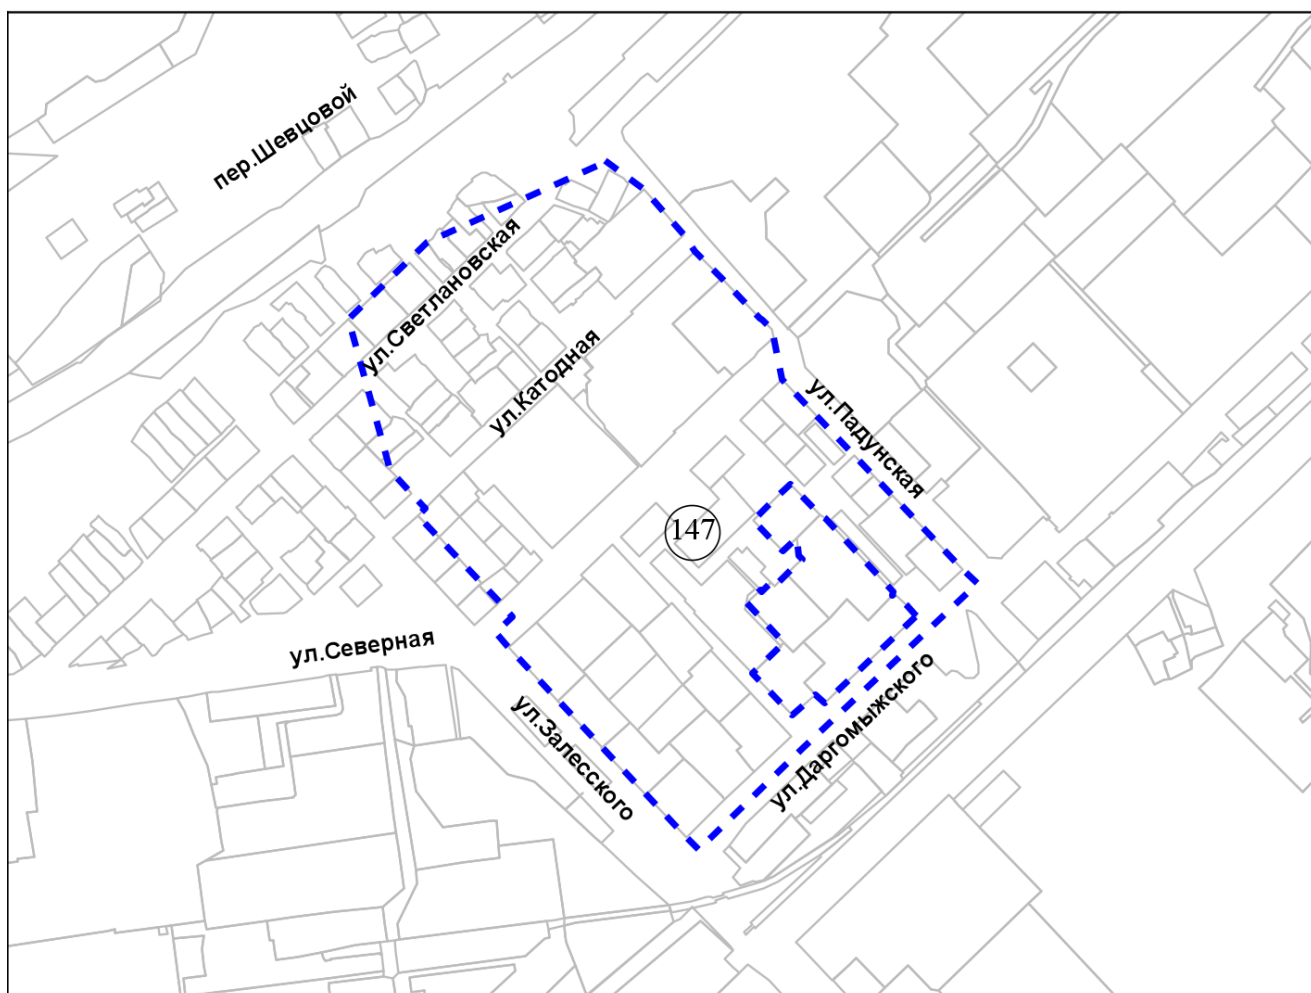 пер.Шевцовой
ул.Светлановская
ул.Катодная
ул.Падунская
147
ул.Северная
ул.Залесского
ул.Даргомыжского